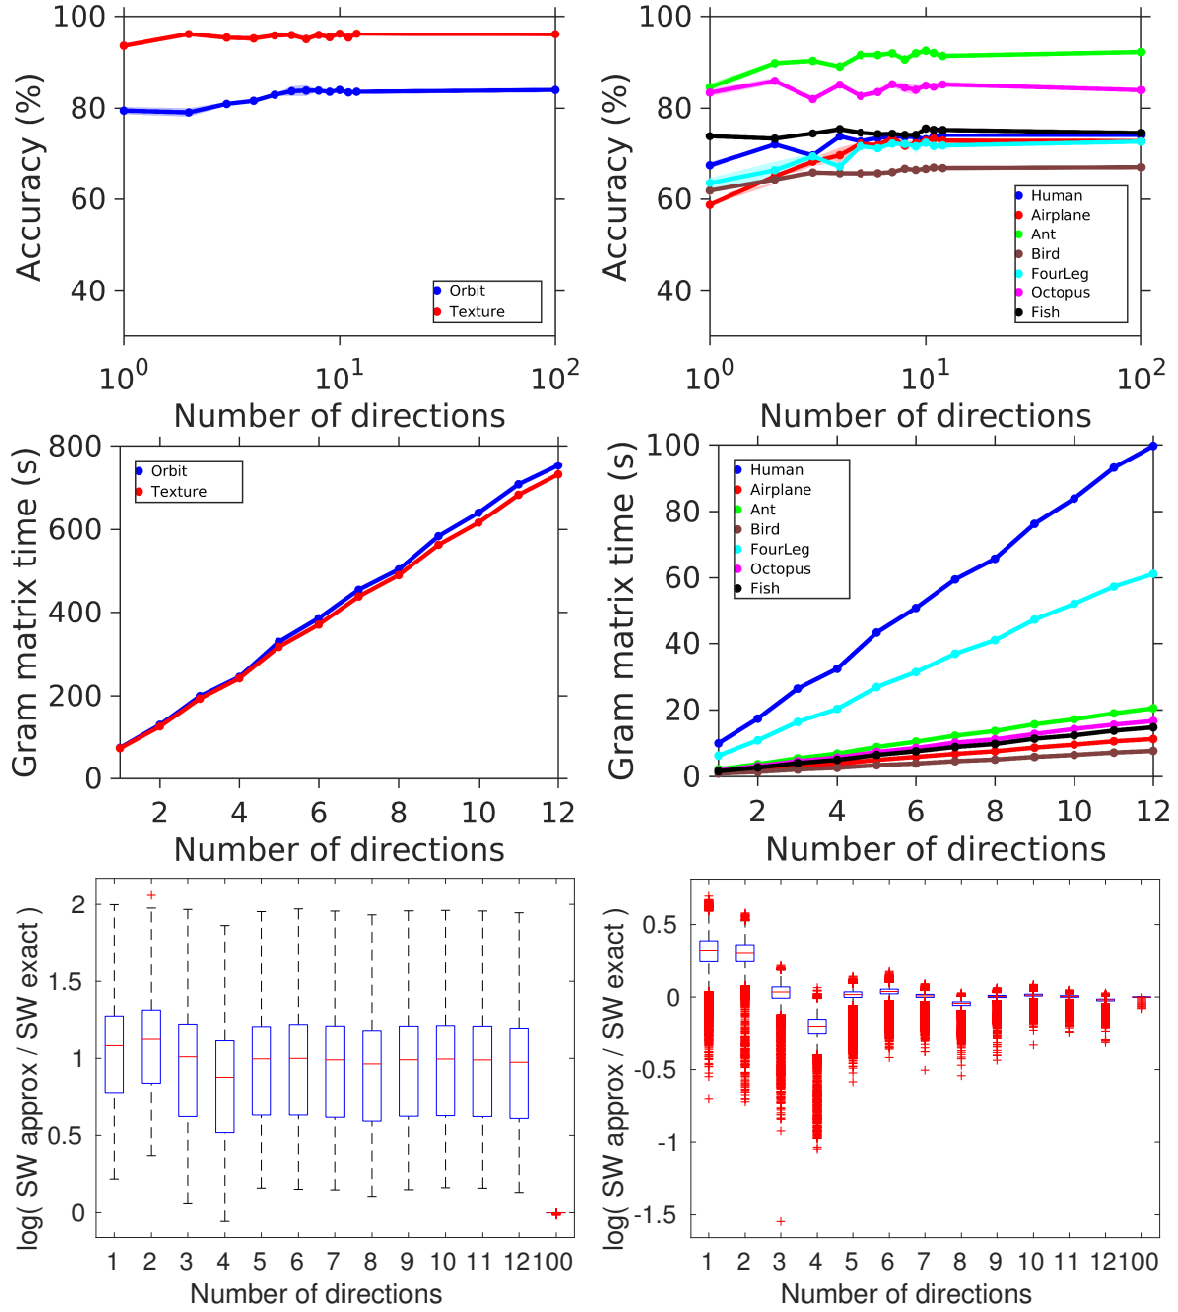 100
80
60
40
Accuracy (%)
Orbit
Texture
10^0
10^1
10^2
Number of directions
100
80
60
40
Accuracy (%)
Human
Airplane
Ant
Bird
FourLeg
Octopus
Fish
10^0
10^1
10^2
Number of directions
800
600
400
200
0
Gram matrix time (s)
Orbit
Texture
2 4 6 8 10 12
Number of directions
100
80
60
40
20
0
Gram matrix time (s)
Human
Airplane
Ant
Bird
FourLeg
Octopus
Fish
2 4 6 8 10 12
Number of directions
2
1.5
1
0.5
0
log( SW approx / SW exact )
1 2 3 4 5 6 7 8 9 10 11 12 100
Number of directions
0.5
0
-0.5
-1
-1.5
log( SW approx / SW exact )
1 2 3 4 5 6 7 8 9 10 11 12 100
Number of directions